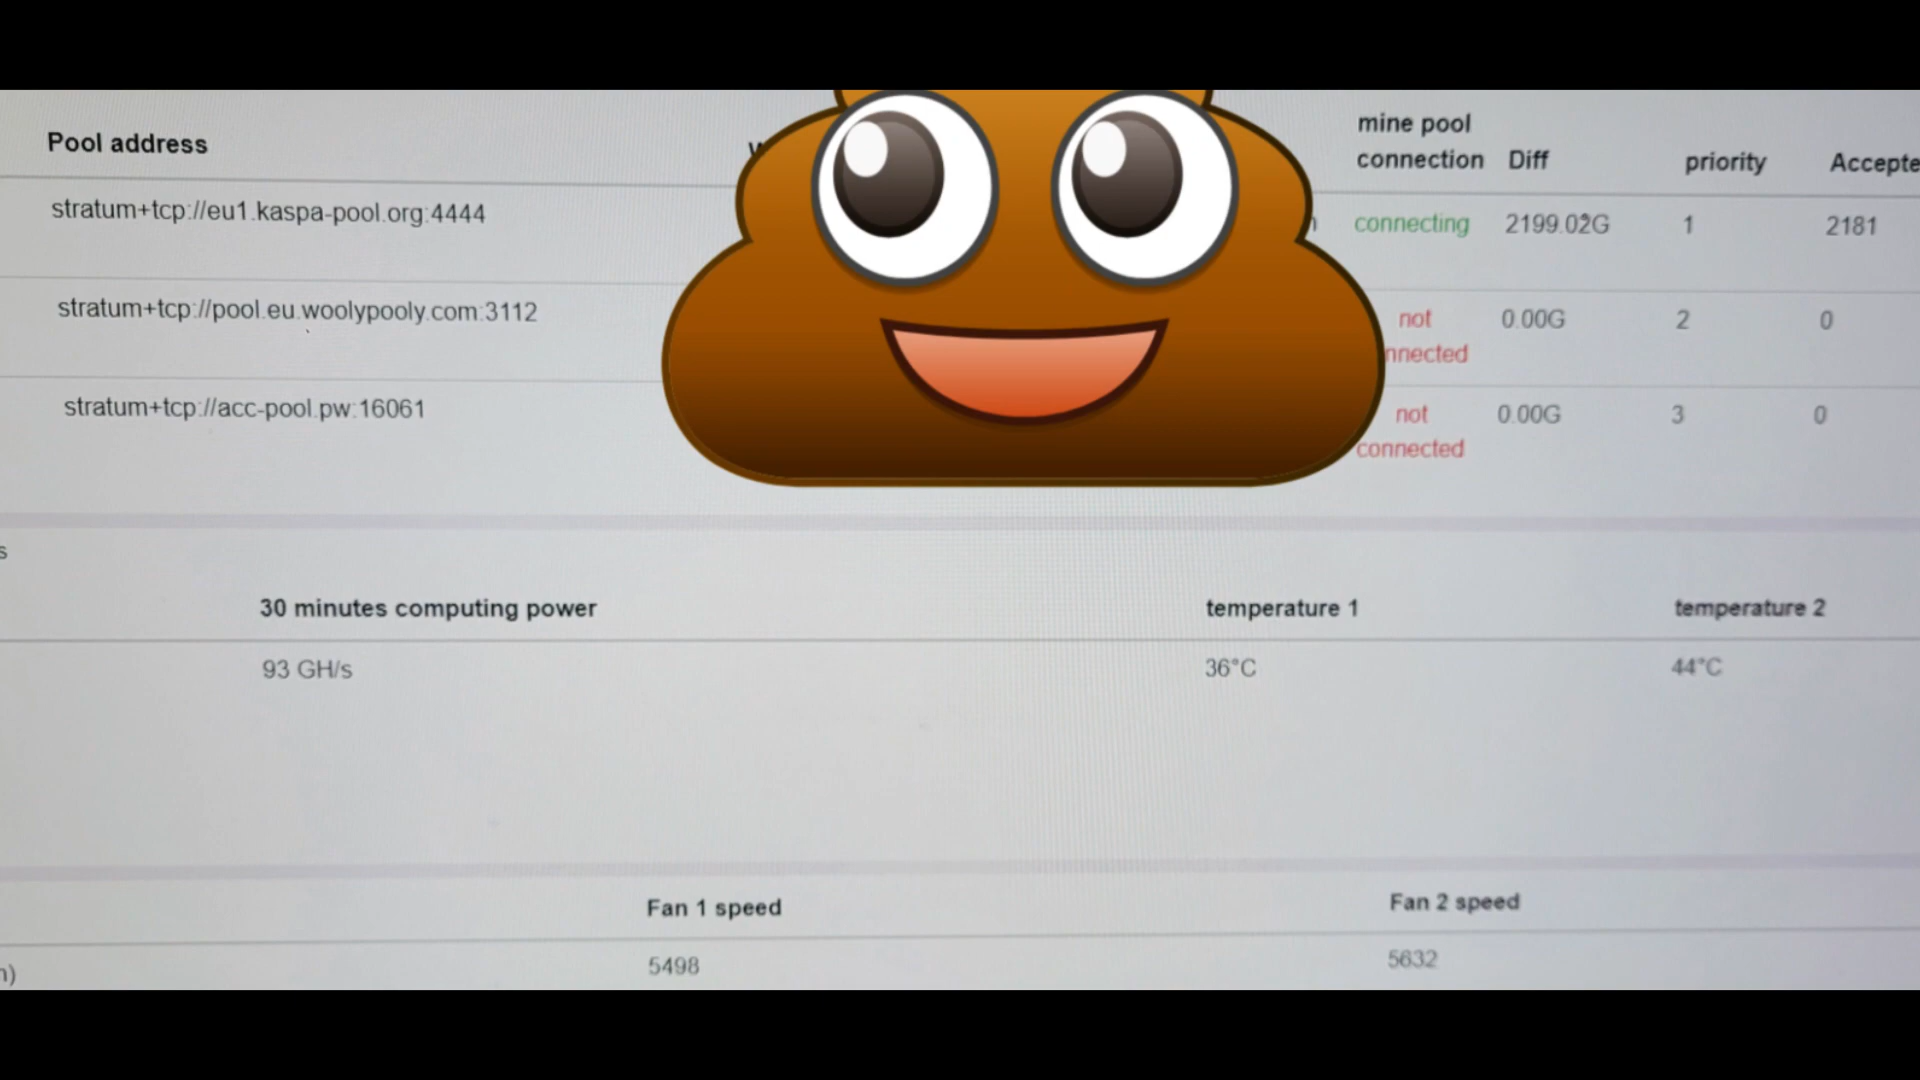 Pool address
mine pool
connection Diff priority Accepte
stratum+tcp://eu1.kaspa-pool.org:4444 connecting 2199.02G 1 2181
stratum+tcp://pool.eu.woolypooly.com:3112 not 0.00G 2 0
nnected
stratum+tcp://acc-pool.pw:16061 not 0.00G 3 0
connected
s
30 minutes computing power temperature 1 temperature 2
93 GH/s 36°C 44°C
Fan 1 speed Fan 2 speed
n) 5498 5632